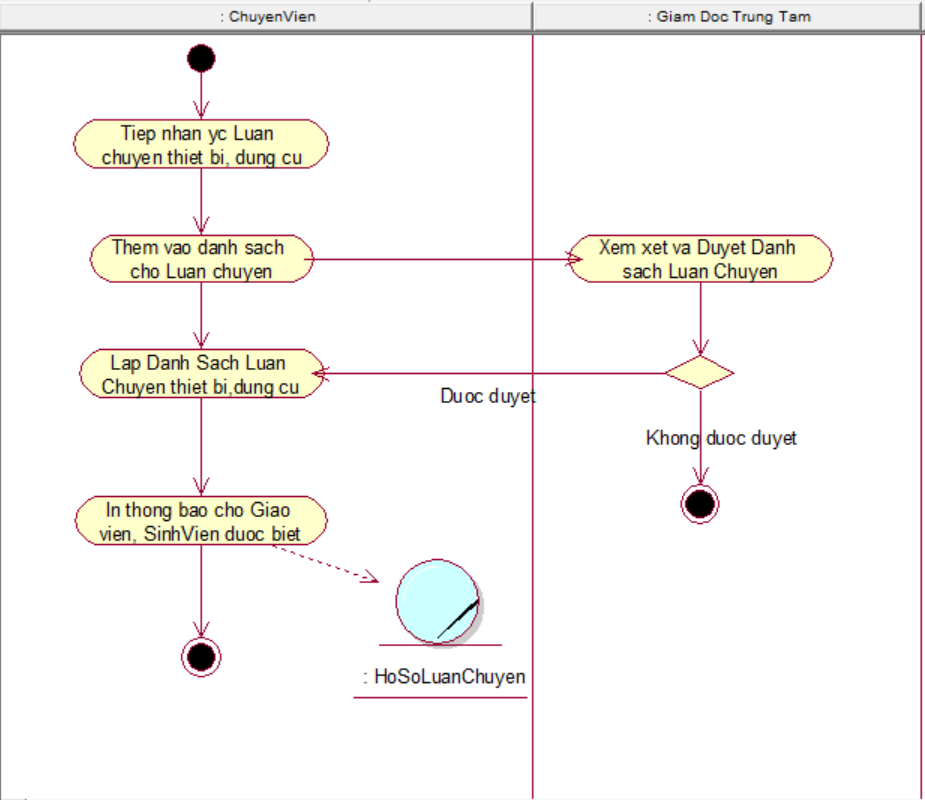 : ChuyenVien
: Giam Doc Trung Tam
Tiep nhan yc Luan
chuyen thiet bi, dung cu
Them vao danh sach
cho Luan chuyen
Xem xet va Duyet Danh
sach Luan Chuyen
Lap Danh Sach Luan
Chuyen thiet bi,dung cu
Duoc duyet
Khong duoc duyet
In thong bao cho Giao
vien, SinhVien duoc biet
: HoSoLuanChuyen